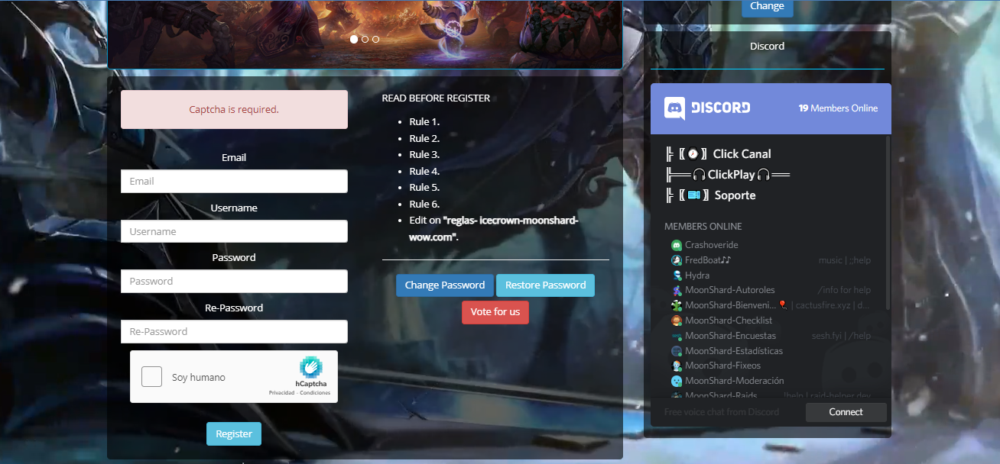 Change
Discord
DISCORD
19 Members Online
Captcha is required.
READ BEFORE REGISTER
Rule 1.
Rule 2.
Rule 3.
Rule 4.
Rule 5.
Rule 6.
Edit on "reglas- icecrown-moonshard-
wow.com".
Email
Email
Username
Username
Password
Password
Re-Password
Re-Password
Soy humano
hCaptcha
Privacidad - Condiciones
Register
Change Password
Restore Password
Vote for us
╠ 〚⌚〛 Click Canal
╠══🎧ClickPlay🎧══
╠ 〚🎫〛 Soporte
MEMBERS ONLINE
Crashoveride
FredBoat♪♪ music | ;;help
Hydra
MoonShard-Autoroles /info for help
MoonShard-Bienveni... 🎈 | cactusfire.xyz | d...
MoonShard-Checklist
MoonShard-Encuestas sesh.fyi | /help
MoonShard-Estadísticas
MoonShard-Fixeos
MoonShard-Moderación
MoonShard-Raids !help | raid-helper.dev
Free voice chat from Discord
Connect